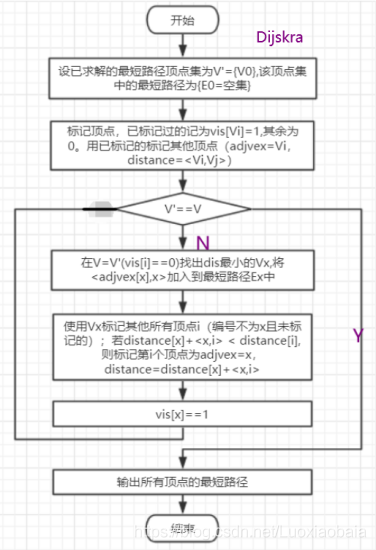 开始
Dijskra
设已求解的最短路径顶点集为V'={V0},该顶点集
中的最短路径为{E0=空集}
标记顶点，已标记过的记为vis[Vi]=1,其余为
0。用已标记的标记其他顶点（adjvex=Vi,
distance=<Vi,Vj>）
V'==V
N
在V=V'(vis[i]==0)找出dis最小的Vx,将
<adjvex[x],x>加入到最短路径Ex中
使用Vx标记其他所有顶点i（编号不为x且未标
记的）；若distance[x]+<x,i> < distance[i],
则标记第i个顶点为adjvex=x,
distance=distance[x]+<x,i>
Y
vis[x]==1
输出所有顶点的最短路径
结束
https://blog.csdn.net/Luoxiaobaia